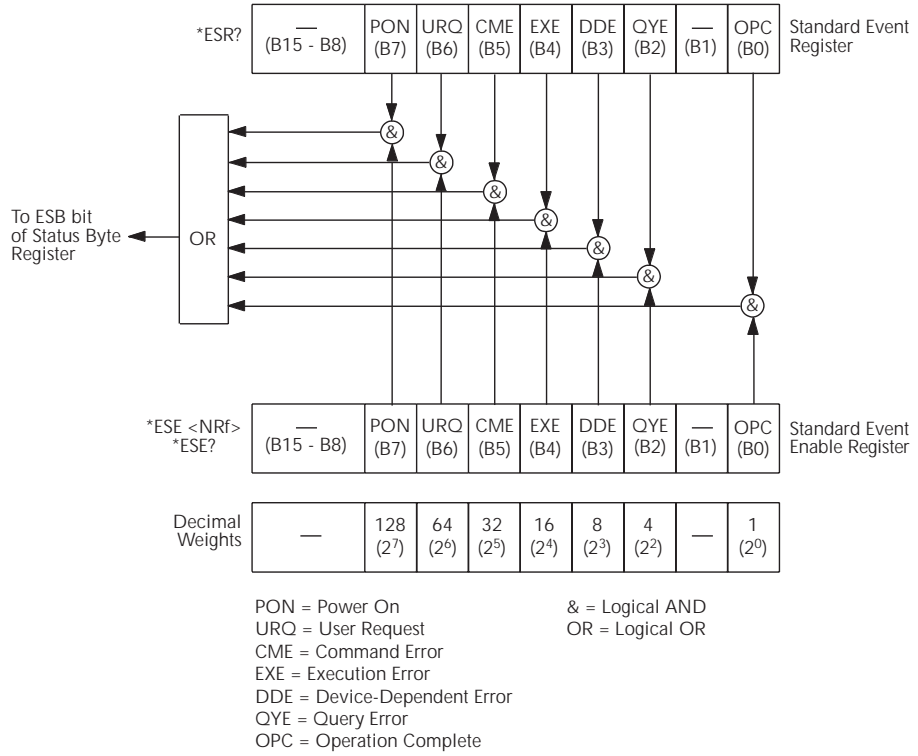 *ESR?
— PON URQ CME EXE DDE QYE — OPC
(B15 - B8) (B7) (B6) (B5) (B4) (B3) (B2) (B1) (B0)
Standard Event
Register
& & & & & & &
To ESB bit
of Status Byte
Register
OR
*ESE <NRf>
*ESE?
— PON URQ CME EXE DDE QYE — OPC
(B15 - B8) (B7) (B6) (B5) (B4) (B3) (B2) (B1) (B0)
Standard Event
Enable Register
Decimal
Weights
— 128 64 32 16 8 4 — 1
(2⁷) (2⁶) (2⁵) (2⁴) (2³) (2²) (2⁰)
PON = Power On
URQ = User Request
CME = Command Error
EXE = Execution Error
DDE = Device-Dependent Error
QYE = Query Error
OPC = Operation Complete
& = Logical AND
OR = Logical OR